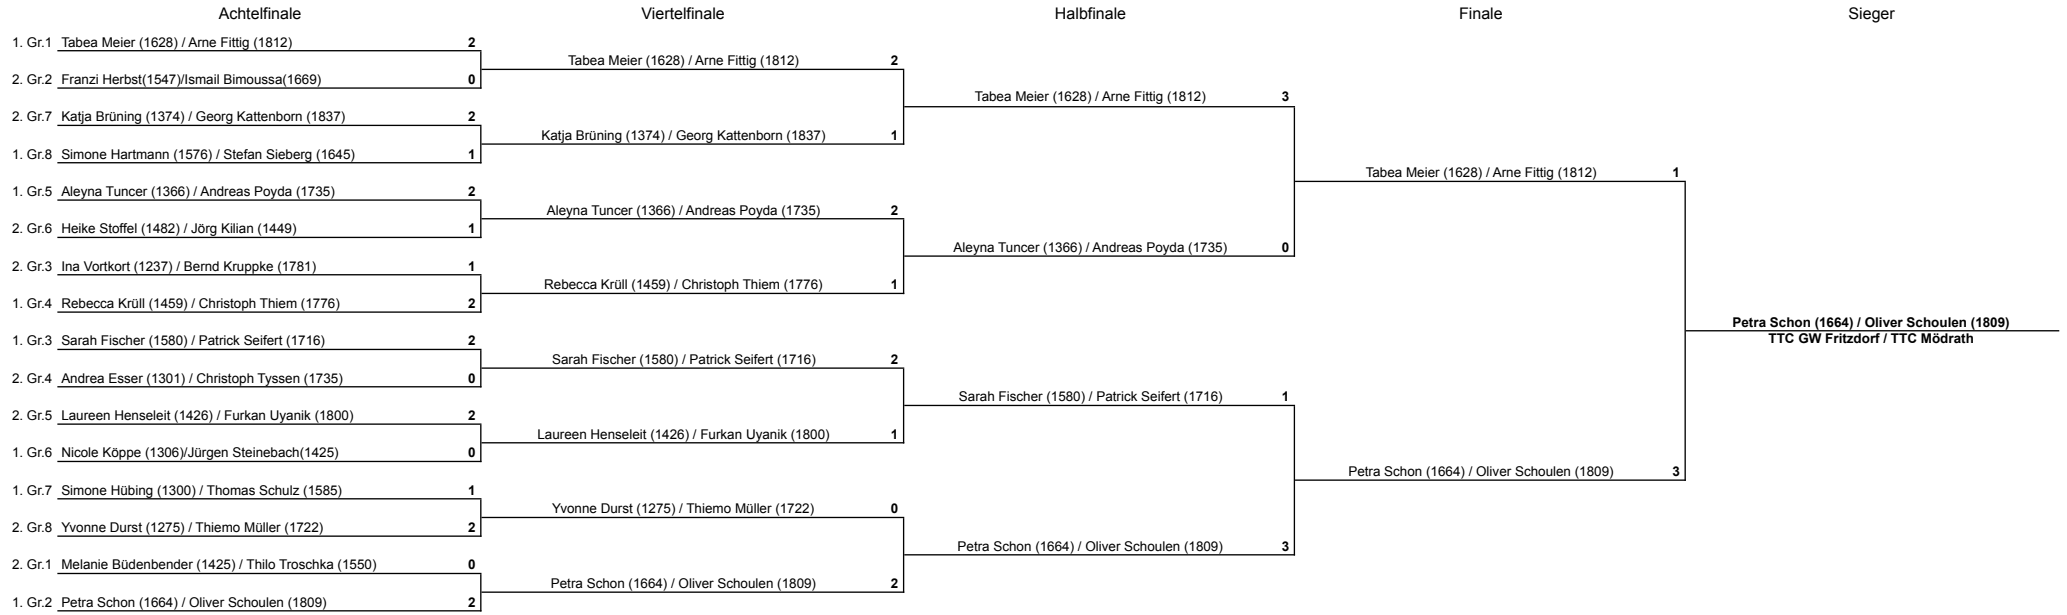 Achtelfinale Viertelfinale Halbfinale Finale Sieger
1. Gr.1 Tabea Meier (1628) / Arne Fittig (1812) 2
2. Gr.2 Franzi Herbst(1547)/Ismail Bimoussa(1669) 0
2. Gr.7 Katja Brüning (1374) / Georg Kattenborn (1837) 2
1. Gr.8 Simone Hartmann (1576) / Stefan Sieberg (1645) 1
1. Gr.5 Aleyna Tuncer (1366) / Andreas Poyda (1735) 2
2. Gr.6 Heike Stoffel (1482) / Jörg Kilian (1449) 1
2. Gr.3 Ina Vortkort (1237) / Bernd Kruppke (1781) 1
1. Gr.4 Rebecca Krüll (1459) / Christoph Thiem (1776) 2
1. Gr.3 Sarah Fischer (1580) / Patrick Seifert (1716) 2
2. Gr.4 Andrea Esser (1301) / Christoph Tyssen (1735) 0
2. Gr.5 Laureen Henseleit (1426) / Furkan Uyanik (1800) 2
1. Gr.6 Nicole Köppe (1306)/Jürgen Steinebach(1425) 0
1. Gr.7 Simone Hübing (1300) / Thomas Schulz (1585) 1
2. Gr.8 Yvonne Durst (1275) / Thiemo Müller (1722) 2
2. Gr.1 Melanie Büdenbender (1425) / Thilo Troschka (1550) 0
1. Gr.2 Petra Schon (1664) / Oliver Schoulen (1809) 2
Tabea Meier (1628) / Arne Fittig (1812) 2
Katja Brüning (1374) / Georg Kattenborn (1837) 1
Aleyna Tuncer (1366) / Andreas Poyda (1735) 2
Rebecca Krüll (1459) / Christoph Thiem (1776) 1
Sarah Fischer (1580) / Patrick Seifert (1716) 2
Laureen Henseleit (1426) / Furkan Uyanik (1800) 1
Yvonne Durst (1275) / Thiemo Müller (1722) 0
Petra Schon (1664) / Oliver Schoulen (1809) 2
Tabea Meier (1628) / Arne Fittig (1812) 3
Aleyna Tuncer (1366) / Andreas Poyda (1735) 0
Sarah Fischer (1580) / Patrick Seifert (1716) 1
Petra Schon (1664) / Oliver Schoulen (1809) 3
Tabea Meier (1628) / Arne Fittig (1812) 1
Petra Schon (1664) / Oliver Schoulen (1809) 3
Petra Schon (1664) / Oliver Schoulen (1809)
TTC GW Fritzdorf / TTC Mödrath